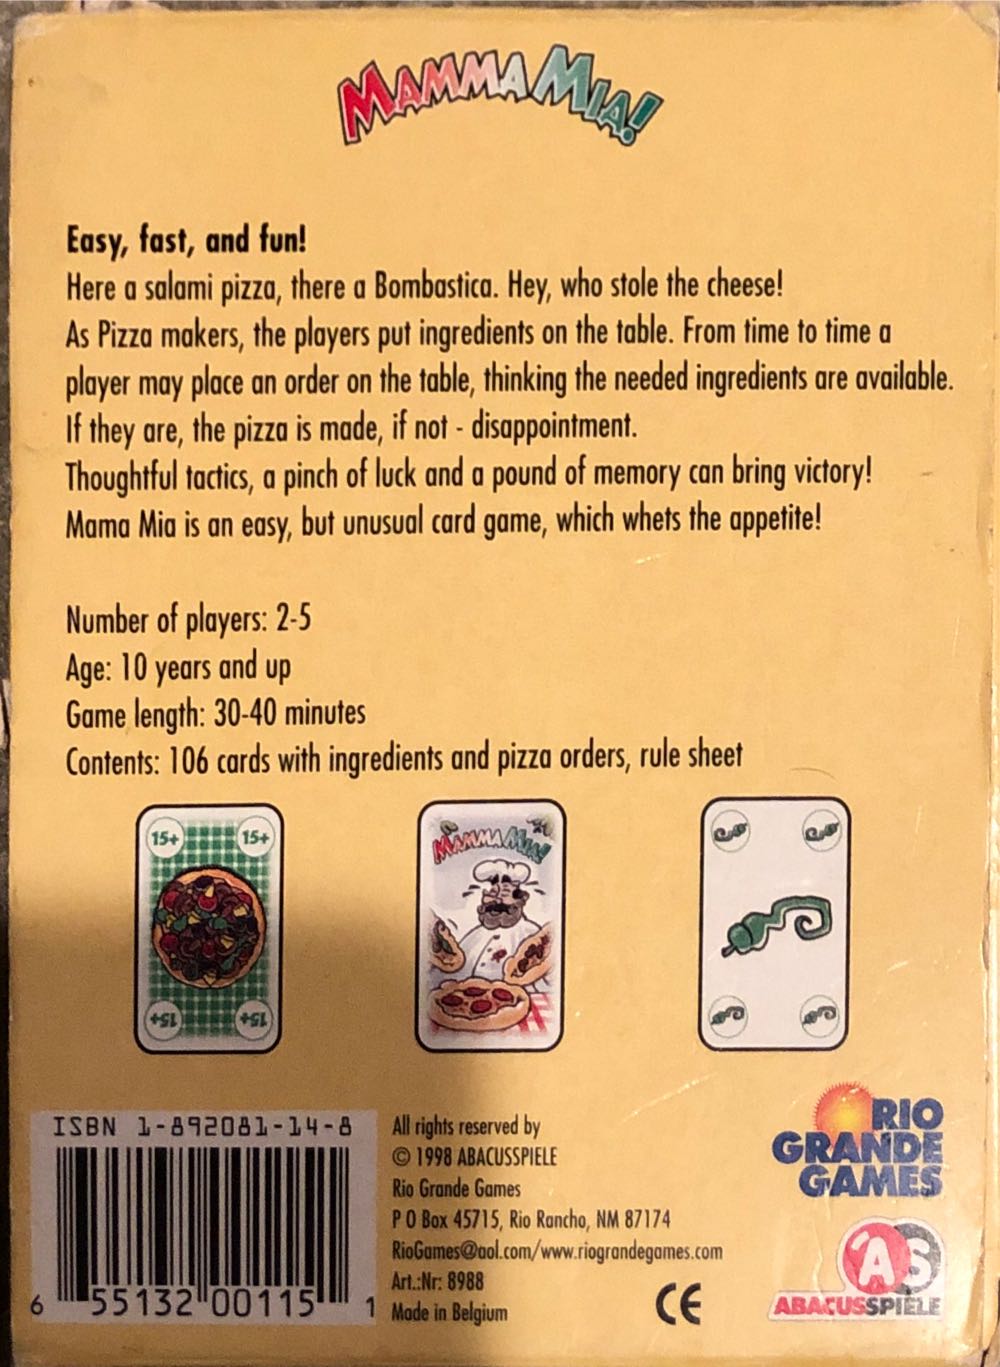 MAMMA MIA!
Easy, fast, and fun!
Here a salami pizza, there a Bombastica. Hey, who stole the cheese!
As Pizza makers, the players put ingredients on the table. From time to time a
player may place an order on the table, thinking the needed ingredients are available.
If they are, the pizza is made, if not - disappointment.
Thoughtful tactics, a pinch of luck and a pound of memory can bring victory!
Mama Mia is an easy, but unusual card game, which whets the appetite!
Number of players: 2-5
Age: 10 years and up
Game length: 30-40 minutes
Contents: 106 cards with ingredients and pizza orders, rule sheet
15+ 15+
15+ 15+
MAMMA MIA!
ISBN 1-892081-14-8
6 55132 00115 1
All rights reserved by
© 1998 ABACUSSPIELE
Rio Grande Games
P O Box 45715, Rio Rancho, NM 87174
RioGames@aol.com/www.riograndegames.com
Art.:Nr: 8988
Made in Belgium
CE
RIO
GRANDE
GAMES
AS
ABACUSSPIELE